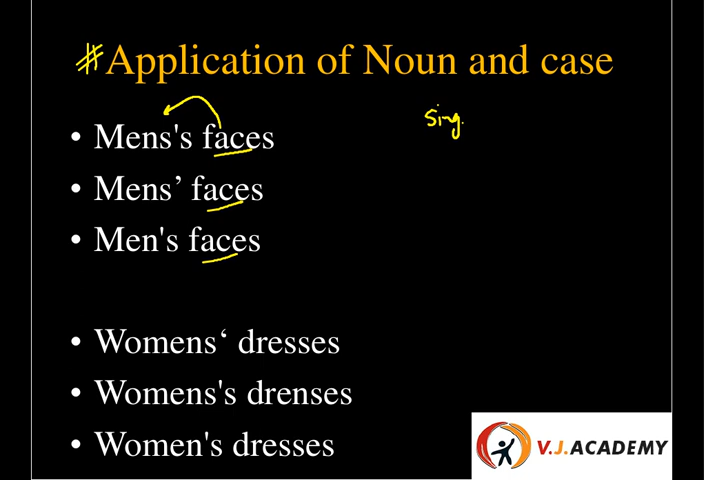 #Application of Noun and case
Sing.
• Mens's faces
• Mens’ faces
• Men's faces
• Womens‘ dresses
• Womens's drenses
• Women's dresses
V.J.ACADEMY